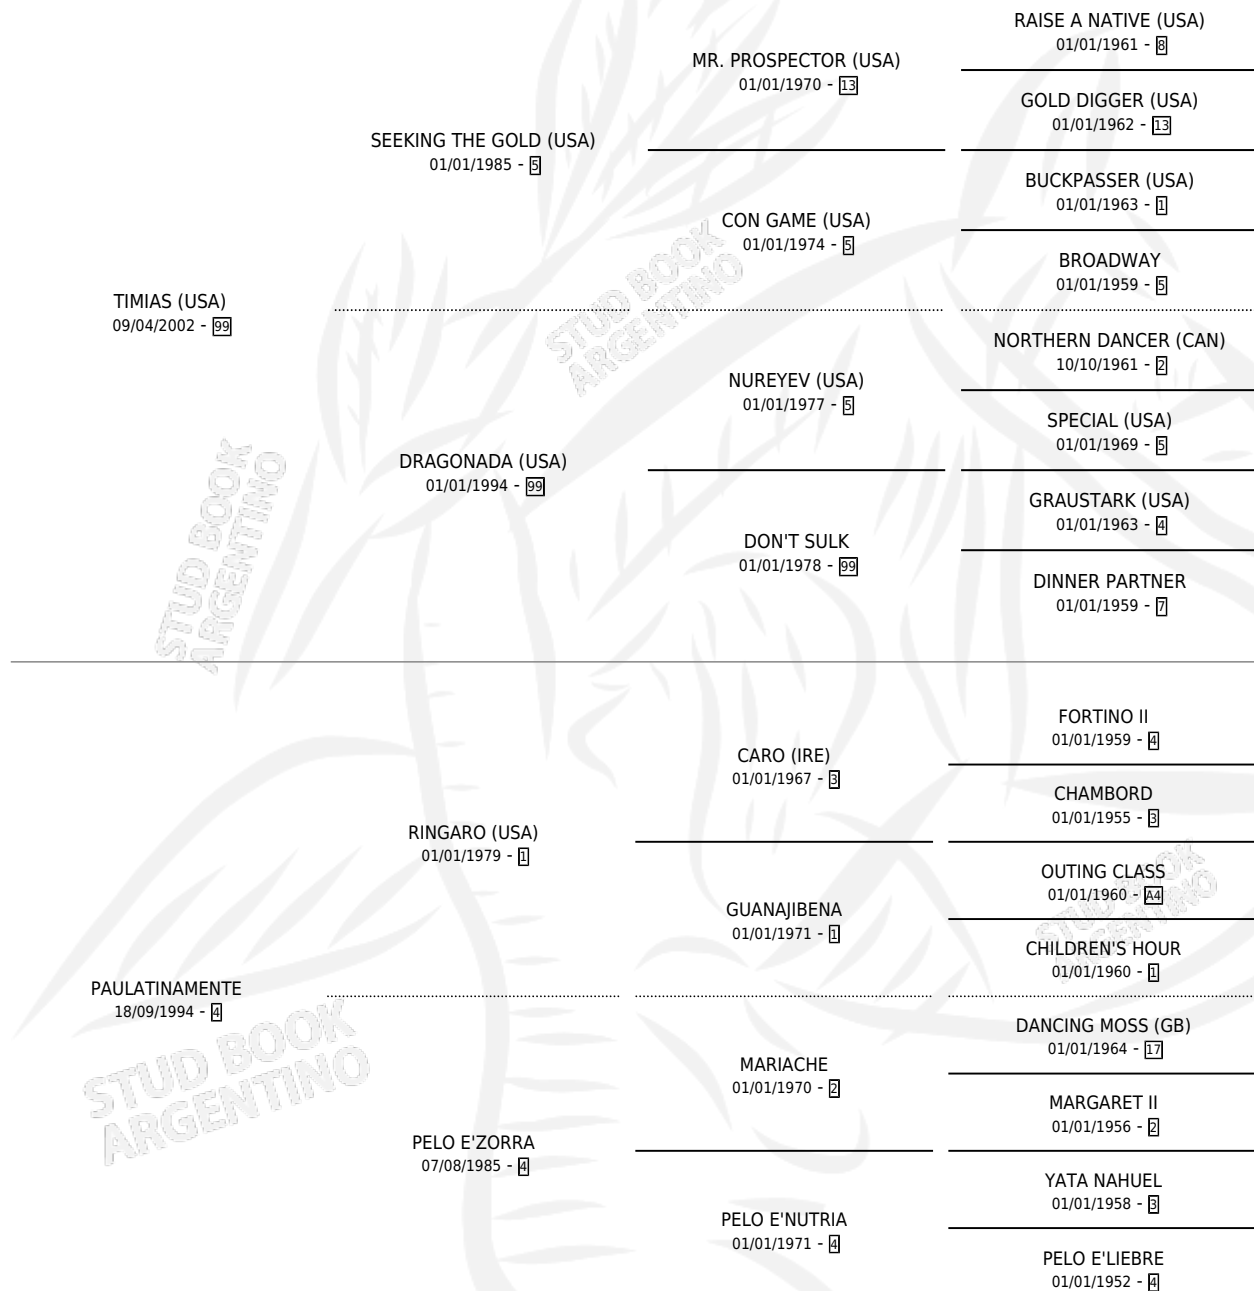 RAISE A NATIVE (USA)
01/01/1961 - 8
MR. PROSPECTOR (USA)
01/01/1970 - 13
GOLD DIGGER (USA)
01/01/1962 - 13
SEEKING THE GOLD (USA)
01/01/1985 - 5
BUCKPASSER (USA)
01/01/1963 - 1
CON GAME (USA)
01/01/1974 - 5
BROADWAY
01/01/1959 - 5
TIMIAS (USA)
09/04/2002 - 99
STUD BOOK
ARGENTINO
NORTHERN DANCER (CAN)
10/10/1961 - 2
NUREYEV (USA)
01/01/1977 - 5
SPECIAL (USA)
01/01/1969 - 5
DRAGONADA (USA)
01/01/1994 - 99
GRAUSTARK (USA)
01/01/1963 - 4
DON'T SULK
01/01/1978 - 99
DINNER PARTNER
01/01/1959 - 7
STUD BOOK
ARGENTINO
FORTINO II
01/01/1959 - 4
CARO (IRE)
01/01/1967 - 3
CHAMBORD
01/01/1955 - 3
RINGARO (USA)
01/01/1979 - 1
OUTING CLASS
01/01/1960 - A4
GUANAJIBENA
01/01/1971 - 1
CHILDREN'S HOUR
01/01/1960 - 1
STUD BOOK
ARGENTINO
PAULATINAMENTE
18/09/1994 - 4
DANCING MOSS (GB)
01/01/1964 - 17
MARIACHE
01/01/1970 - 2
MARGARET II
01/01/1956 - 2
STUD BOOK
ARGENTINO
PELO E'ZORRA
07/08/1985 - 4
YATA NAHUEL
01/01/1958 - 3
PELO E'NUTRIA
01/01/1971 - 4
PELO E'LIEBRE
01/01/1952 - 4